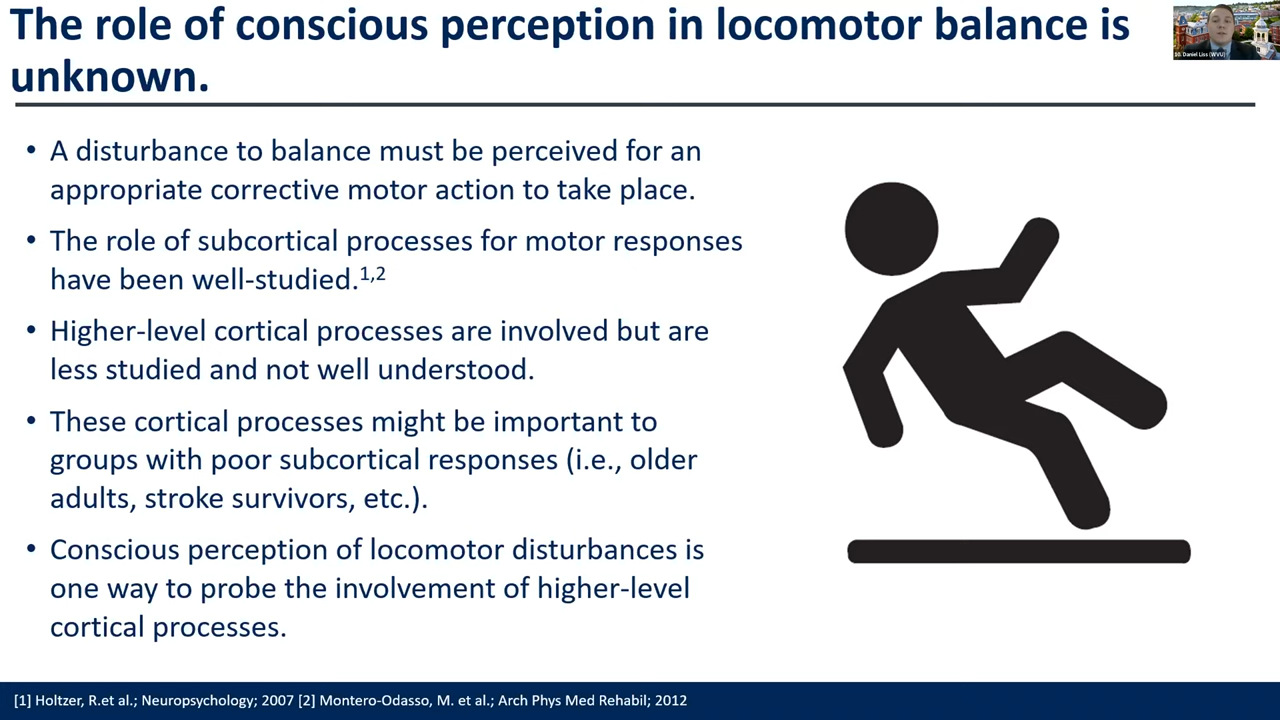 The role of conscious perception in locomotor balance is
unknown.
10. Daniel Liss (WVU)
• A disturbance to balance must be perceived for an
appropriate corrective motor action to take place.
• The role of subcortical processes for motor responses
have been well-studied.1,2
• Higher-level cortical processes are involved but are
less studied and not well understood.
• These cortical processes might be important to
groups with poor subcortical responses (i.e., older
adults, stroke survivors, etc.).
• Conscious perception of locomotor disturbances is
one way to probe the involvement of higher-level
cortical processes.
[1] Holtzer, R.et al.; Neuropsychology; 2007 [2] Montero-Odasso, M. et al.; Arch Phys Med Rehabil; 2012